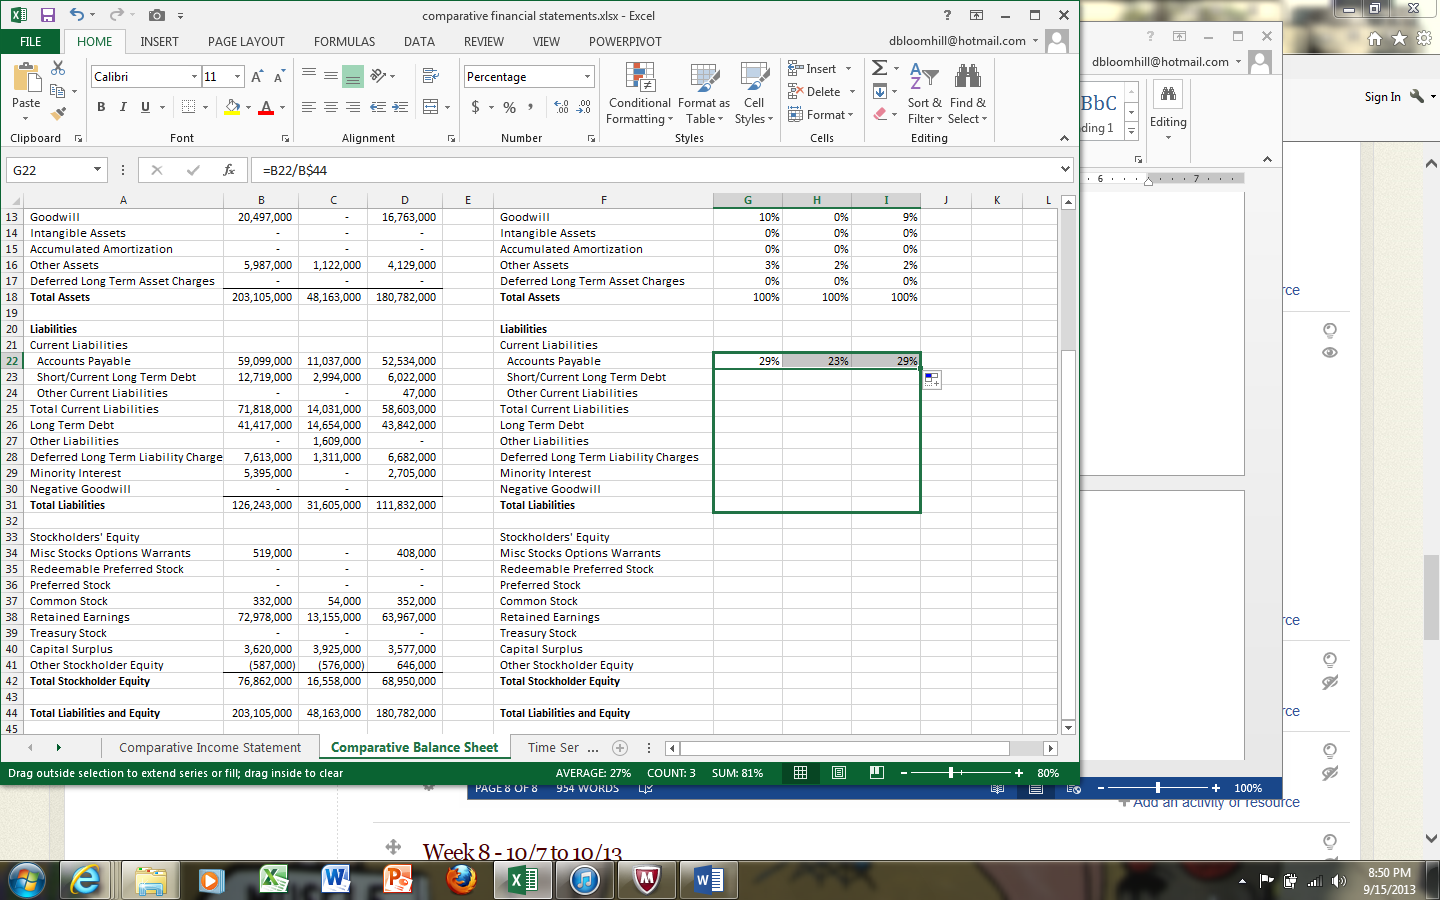 comparative financial statements.xlsx - Excel
FILE HOME INSERT PAGE LAYOUT FORMULAS DATA REVIEW VIEW POWERPIVOT dbloomhill@hotmail.com
dbloomhill@hotmail.com
Calibri 11 Percentage
Paste
B I U $ % ,
Conditional Formatting Format as Table Cell Styles
Insert
Delete
Format
Sort & Filter Find & Select
BbC
ding 1
Editing
Sign In
Clipboard Font Alignment Number Styles Cells Editing
G22 fx =B22/B$44
6 7
A B C D E F G H I J K L
13 Goodwill 20,497,000 - 16,763,000 Goodwill 10% 0% 9%
14 Intangible Assets - - - Intangible Assets 0% 0% 0%
15 Accumulated Amortization - - - Accumulated Amortization 0% 0% 0%
16 Other Assets 5,987,000 1,122,000 4,129,000 Other Assets 3% 2% 2%
17 Deferred Long Term Asset Charges - - - Deferred Long Term Asset Charges 0% 0% 0%
18 Total Assets 203,105,000 48,163,000 180,782,000 Total Assets 100% 100% 100%
19
20 Liabilities Liabilities
21 Current Liabilities Current Liabilities
22 Accounts Payable 59,099,000 11,037,000 52,534,000 Accounts Payable 29% 23% 29%
23 Short/Current Long Term Debt 12,719,000 2,994,000 6,022,000 Short/Current Long Term Debt
24 Other Current Liabilities - - 47,000 Other Current Liabilities
25 Total Current Liabilities 71,818,000 14,031,000 58,603,000 Total Current Liabilities
26 Long Term Debt 41,417,000 14,654,000 43,842,000 Long Term Debt
27 Other Liabilities - 1,609,000 - Other Liabilities
28 Deferred Long Term Liability Charge 7,613,000 1,311,000 6,682,000 Deferred Long Term Liability Charges
29 Minority Interest 5,395,000 - 2,705,000 Minority Interest
30 Negative Goodwill - - - Negative Goodwill
31 Total Liabilities 126,243,000 31,605,000 111,832,000 Total Liabilities
32
33 Stockholders' Equity Stockholders' Equity
34 Misc Stocks Options Warrants 519,000 - 408,000 Misc Stocks Options Warrants
35 Redeemable Preferred Stock - - - Redeemable Preferred Stock
36 Preferred Stock - - - Preferred Stock
37 Common Stock 332,000 54,000 352,000 Common Stock
38 Retained Earnings 72,978,000 13,155,000 63,967,000 Retained Earnings
39 Treasury Stock - - - Treasury Stock
40 Capital Surplus 3,620,000 3,925,000 3,577,000 Capital Surplus
41 Other Stockholder Equity (587,000) (576,000) 646,000 Other Stockholder Equity
42 Total Stockholder Equity 76,862,000 16,558,000 68,950,000 Total Stockholder Equity
43
44 Total Liabilities and Equity 203,105,000 48,163,000 180,782,000 Total Liabilities and Equity
45
rce
rce
rce
Comparative Income Statement Comparative Balance Sheet Time Ser ...
Drag outside selection to extend series or fill; drag inside to clear AVERAGE: 27% COUNT: 3 SUM: 81% 80%
PAGE 8 OF 8 954 WORDS 100%
Add an activity or resource
Week 8 - 10/7 to 10/13
8:50 PM
9/15/2013